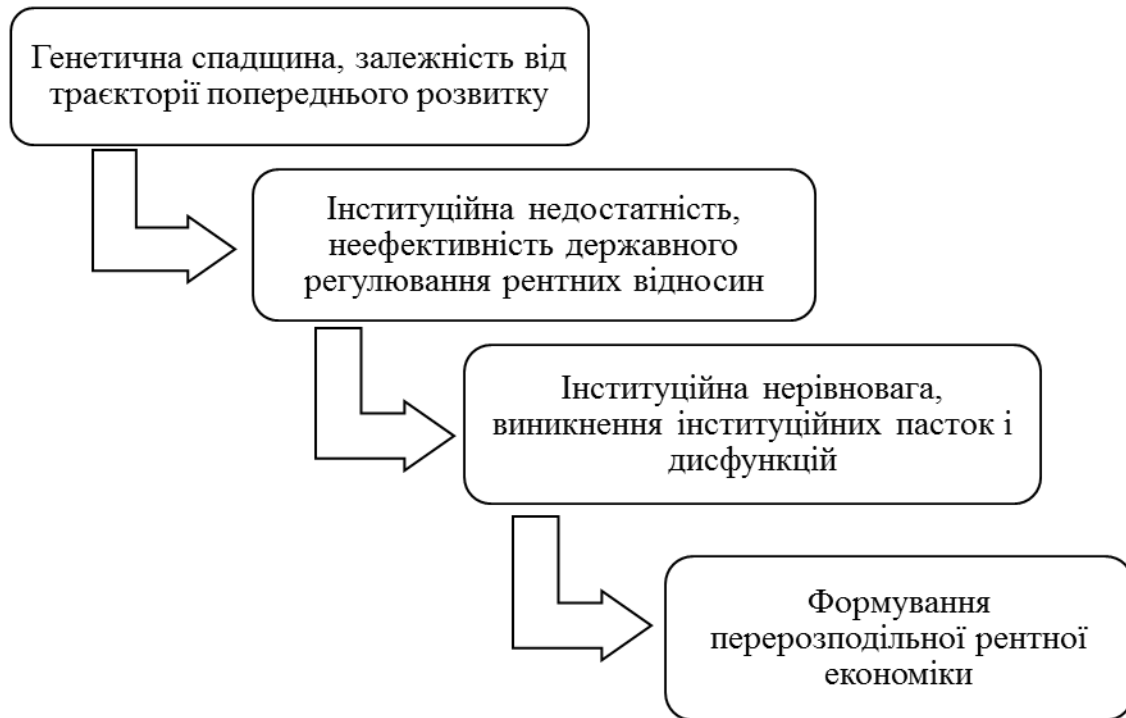 Генетична спадщина, залежність від
траєкторії попереднього розвитку
Інституційна недостатність,
неефективність державного
регулювання рентних відносин
Інституційна нерівновага,
виникнення інституційних пасток і
дисфункцій
Формування
перерозподільної рентної
економіки